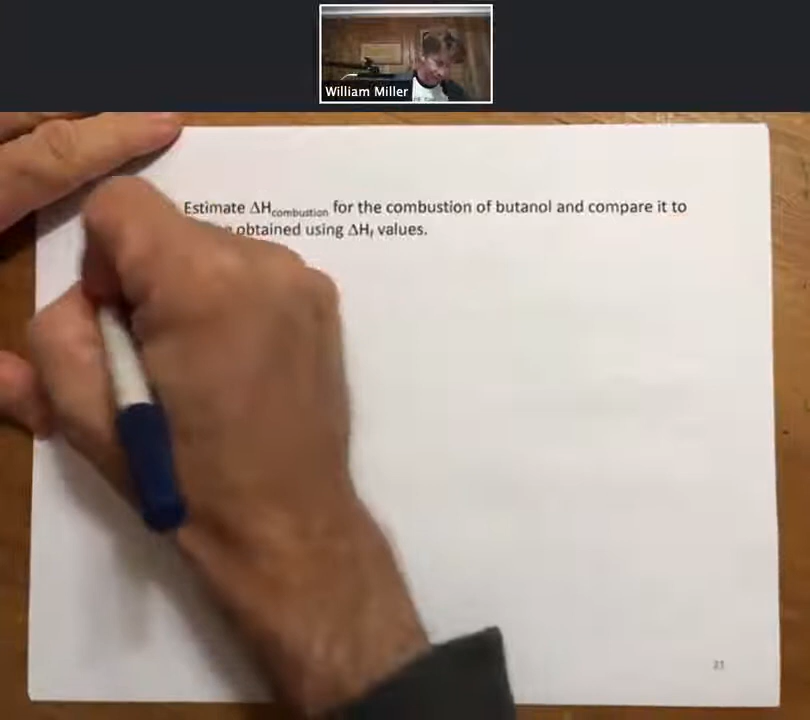 William Miller
Estimate ΔHcombustion for the combustion of butanol and compare it to
obtained using ΔHf values.
21